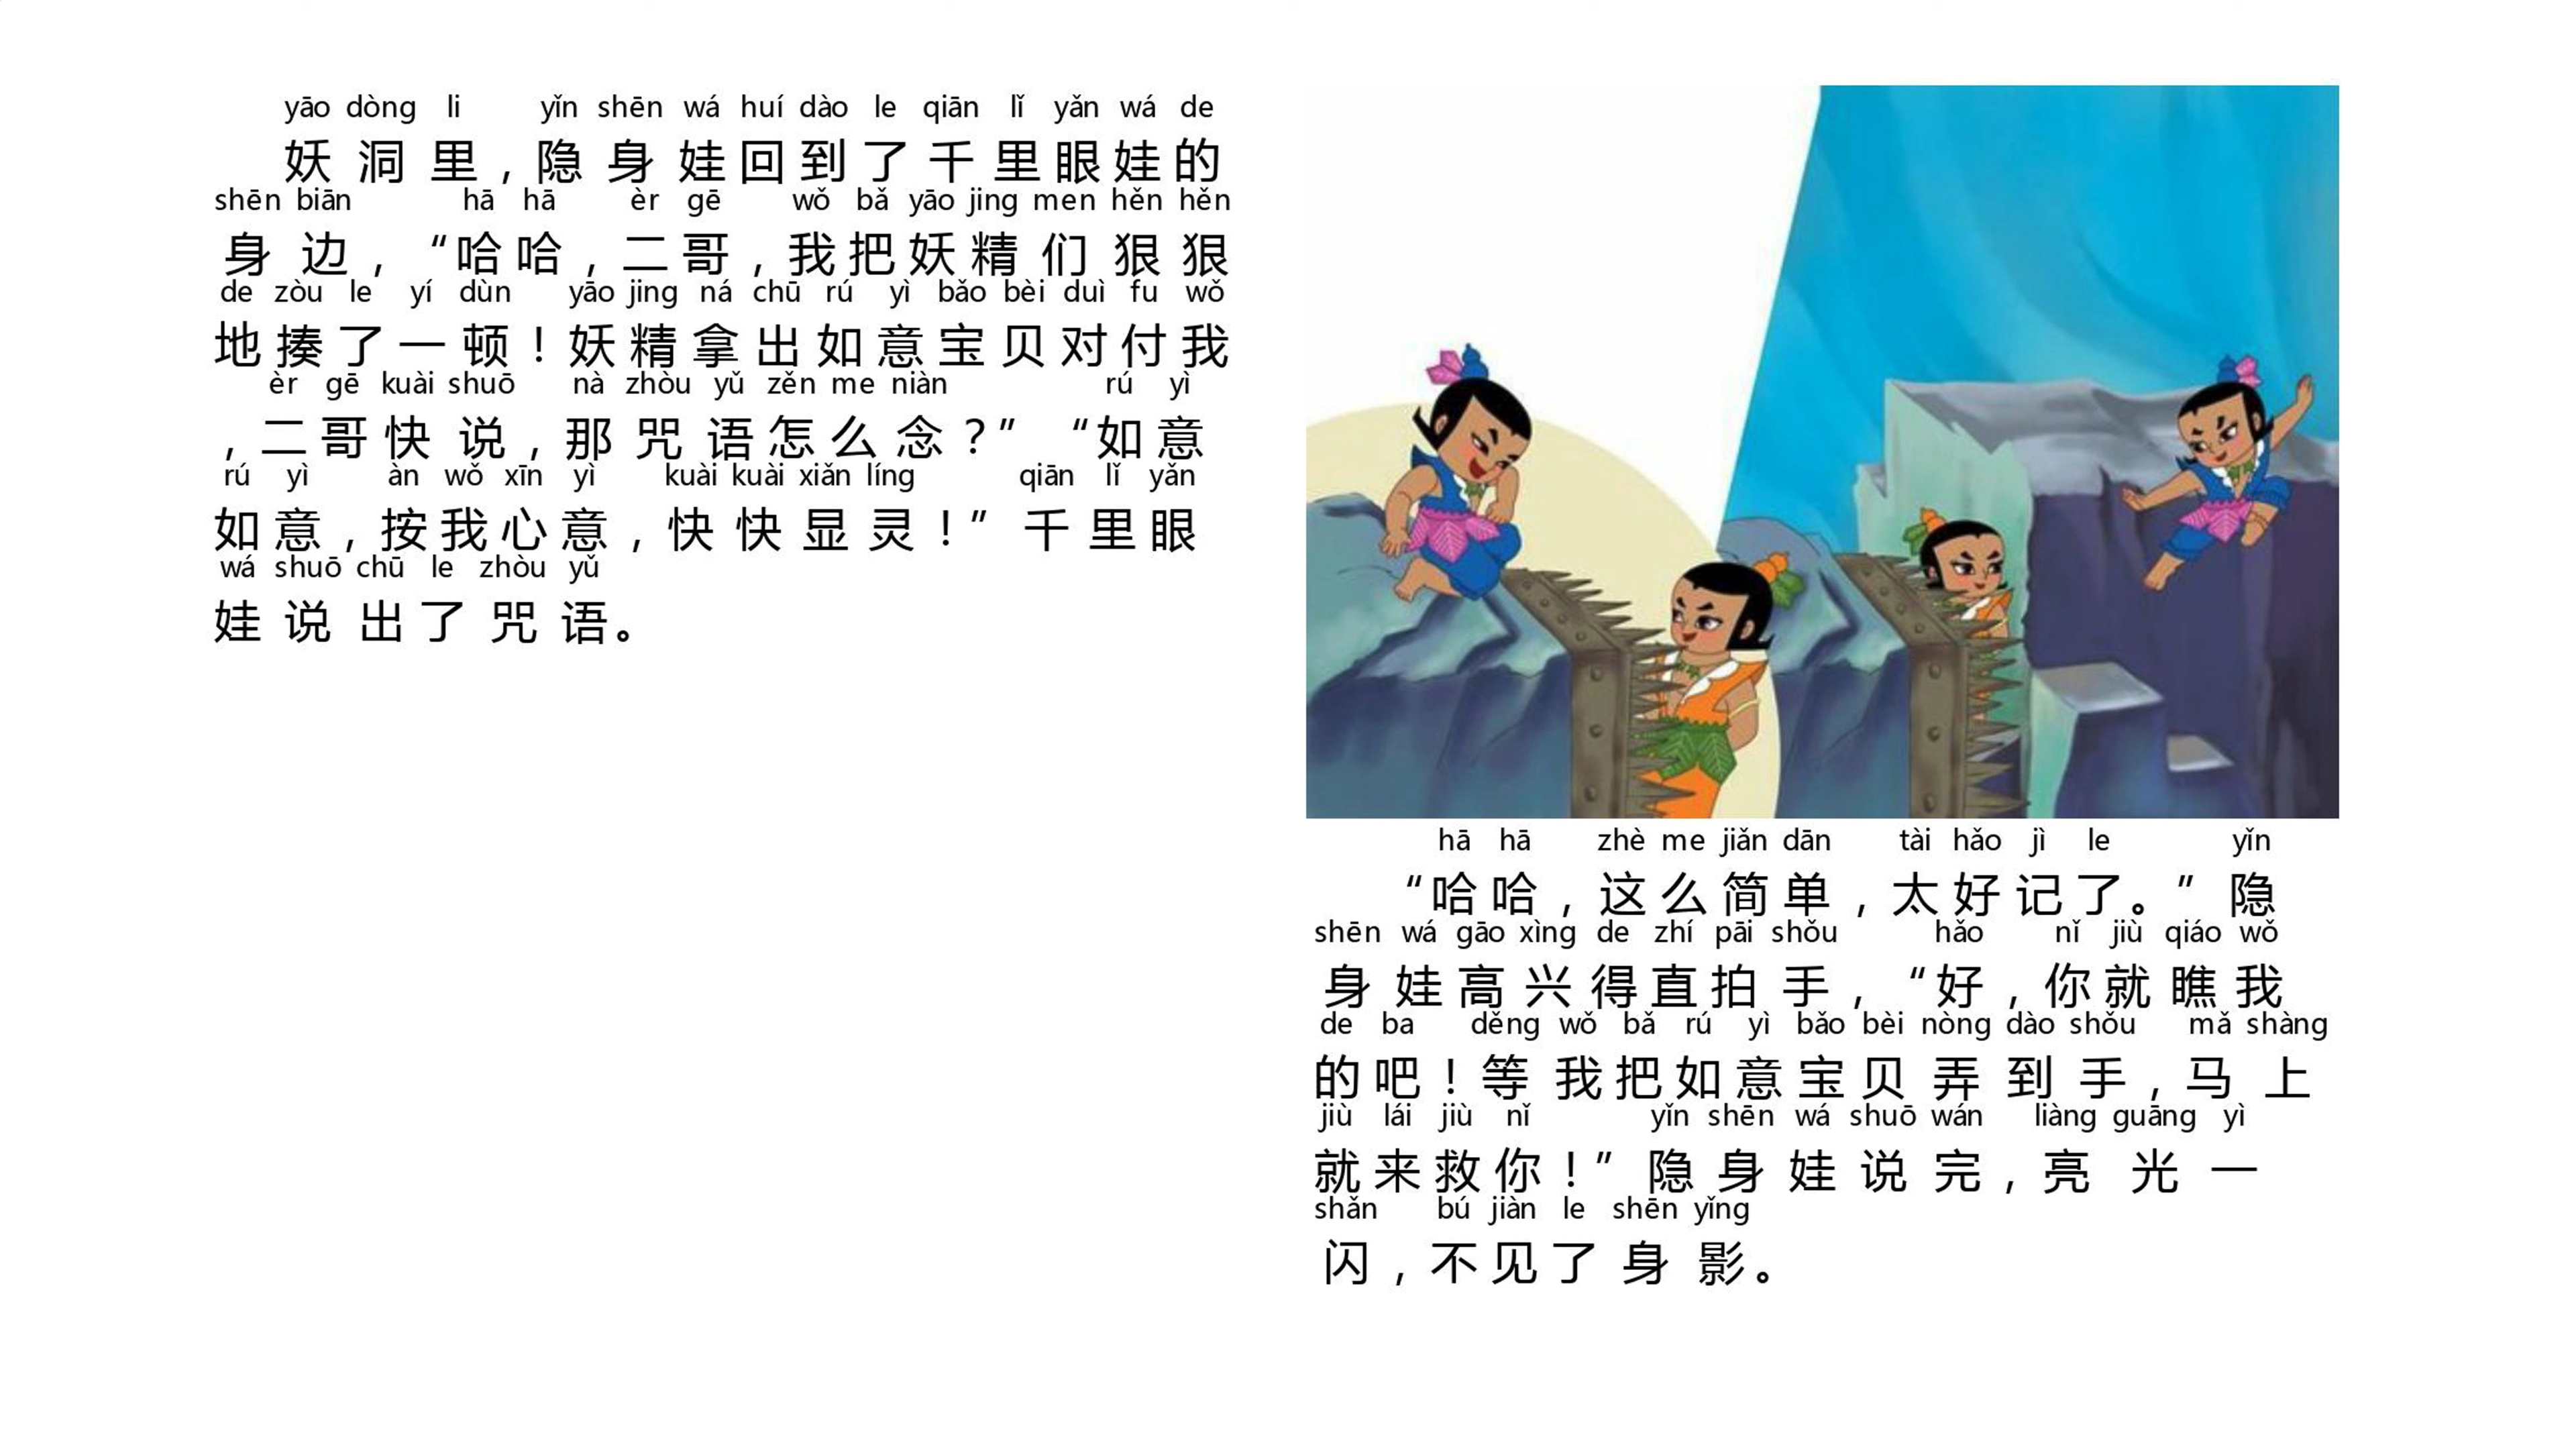 yāo dòng li yǐn shēn wá huí dào le qiān lǐ yǎn wá de
妖洞里，隐身娃回到了千里眼娃的
shēn biān hā hā èr gē wǒ bǎ yāo jing men hěn hěn
身边，“哈哈，二哥，我把妖精们狠狠
de zòu le yí dùn yāo jing ná chū rú yì bǎo bèi duì fu wǒ
地揍了一顿！妖精拿出如意宝贝对付我
èr gē kuài shuō nà zhòu yǔ zěn me niàn rú yì
，二哥快说，那咒语怎么念？”“如意
rú yì àn wǒ xīn yì kuài kuài xiǎn líng qiān lǐ yǎn
如意，按我心意，快快显灵！”千里眼
wá shuō chū le zhòu yǔ
娃说出了咒语。
hā hā zhè me jiǎn dān tài hǎo jì le yǐn
“哈哈，这么简单，太好记了。”隐
shēn wá gāo xìng de zhí pāi shǒu hǎo nǐ jiù qiáo wǒ
身娃高兴得直拍手，“好，你就瞧我
de ba děng wǒ bǎ rú yì bǎo bèi nòng dào shǒu mǎ shàng
的吧！等我把如意宝贝弄到手，马上
jiù lái jiù nǐ yǐn shēn wá shuō wán liàng guāng yì
就来救你！”隐身娃说完，亮光一
shǎn bú jiàn le shēn yǐng
闪，不见了身影。